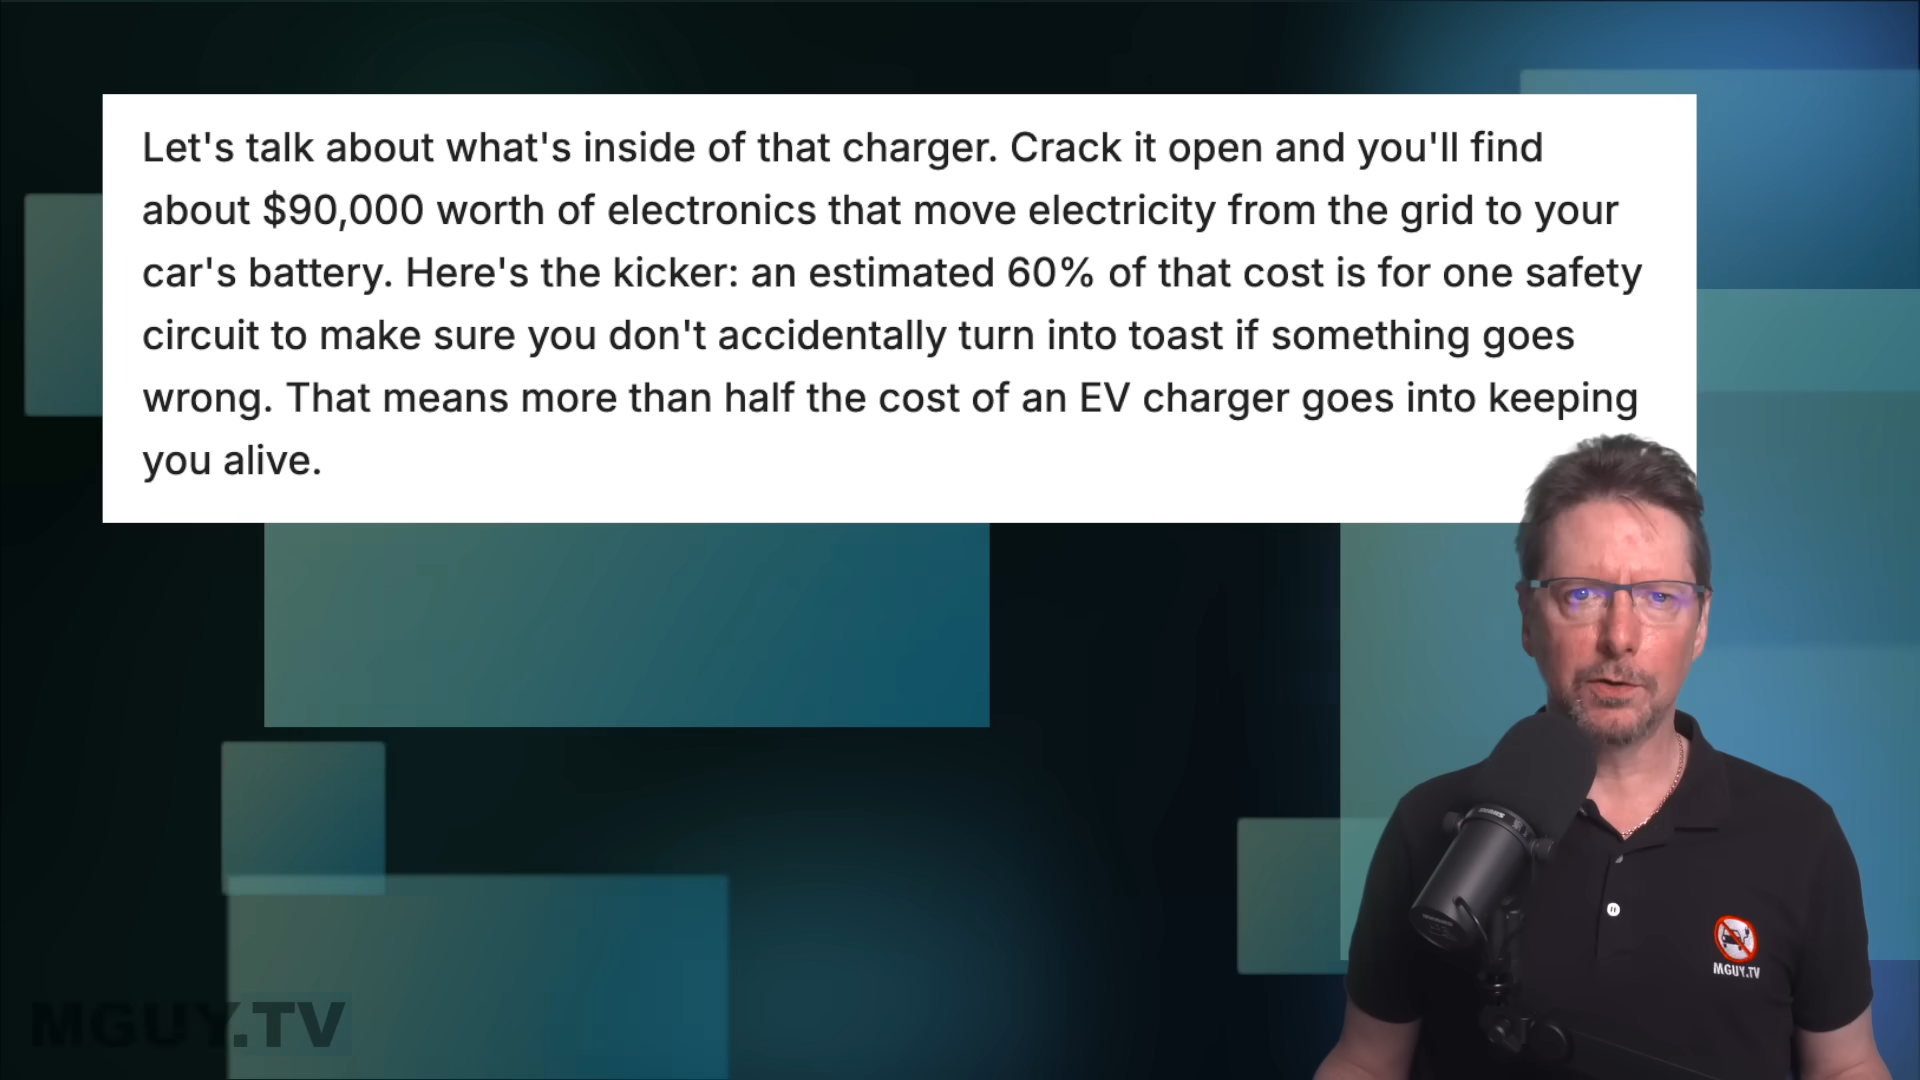 Let's talk about what's inside of that charger. Crack it open and you'll find
about $90,000 worth of electronics that move electricity from the grid to your
car's battery. Here's the kicker: an estimated 60% of that cost is for one safety
circuit to make sure you don't accidentally turn into toast if something goes
wrong. That means more than half the cost of an EV charger goes into keeping
you alive.
MGUY.TV
MGUY.TV